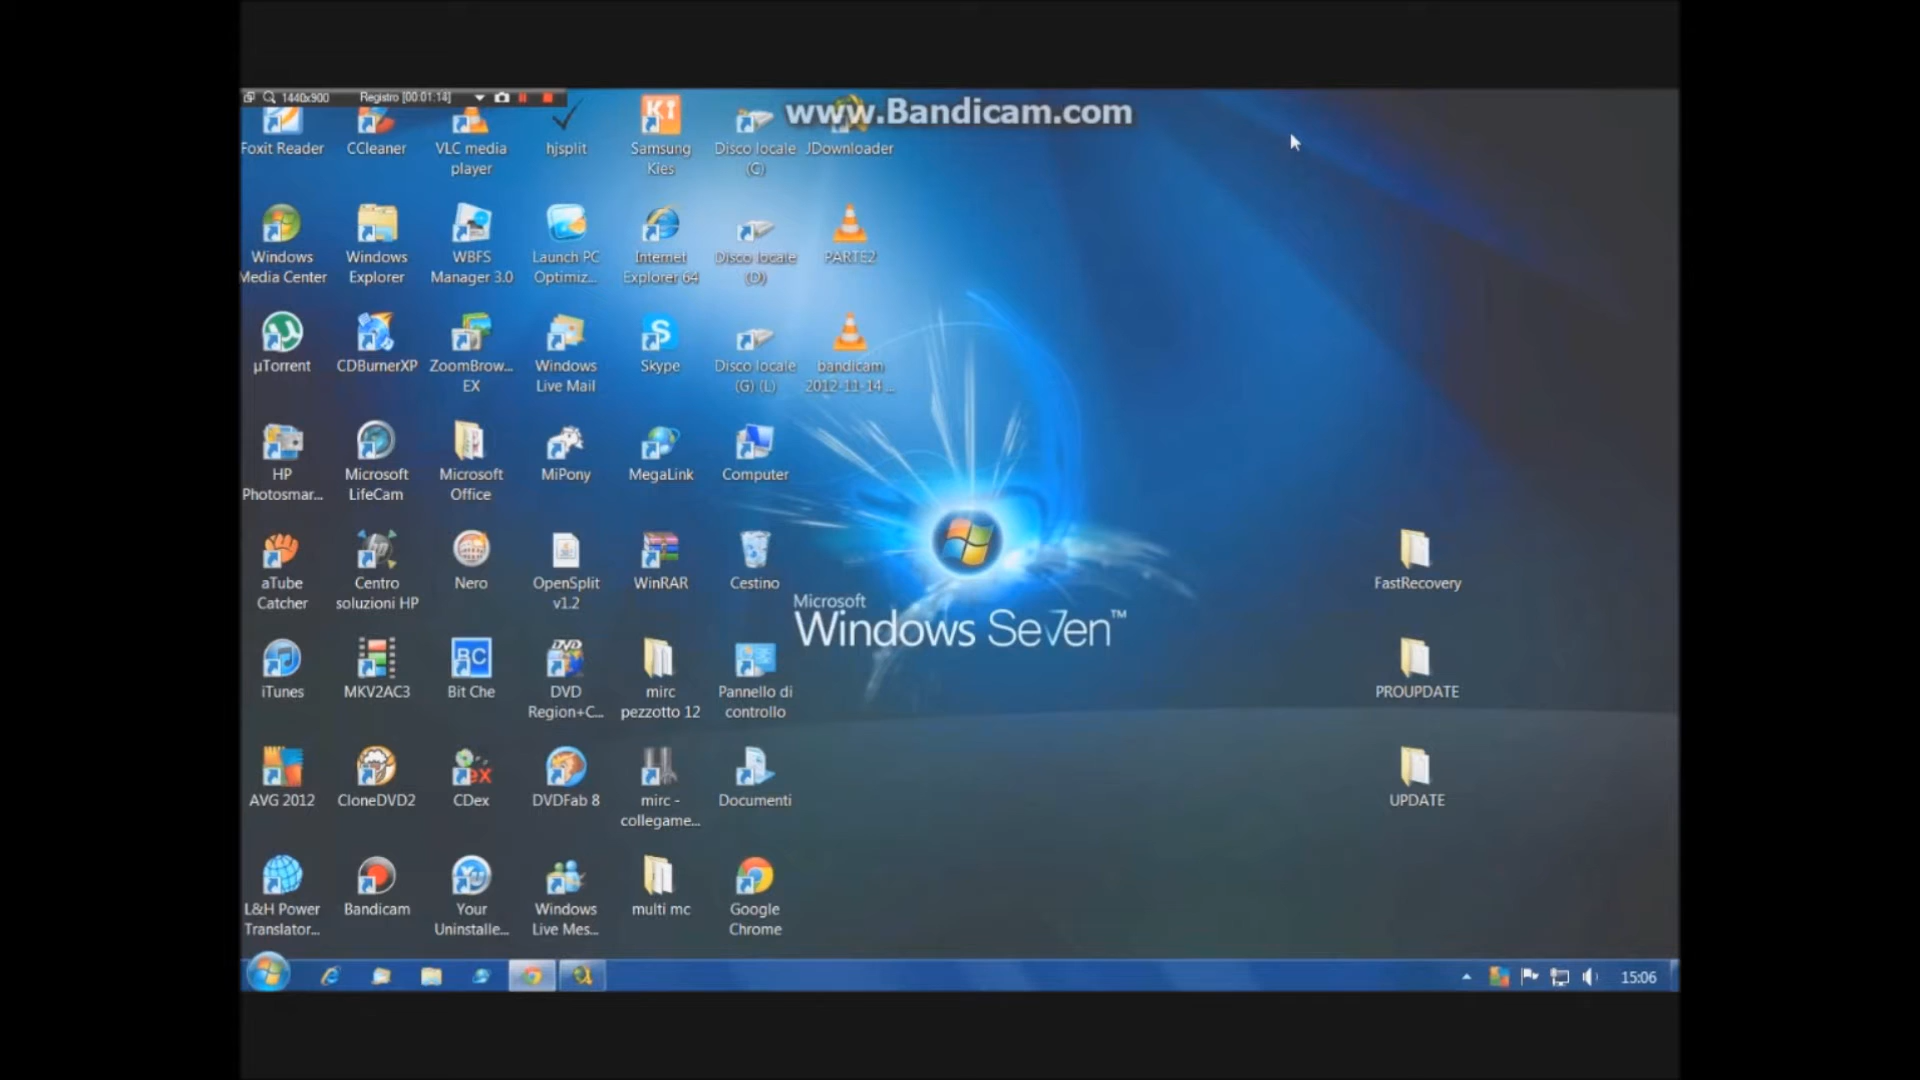 1440x900 Registro [00:01:18]
www.Bandicam.com
Foxit Reader
CCleaner
VLC media
player
hjsplit
Samsung
Kies
Disco locale
(C)
JDownloader
Windows
Media Center
Windows
Explorer
WBFS
Manager 3.0
Launch PC
Optimiz...
Internet
Explorer 64
Disco locale
(D)
PARTE2
µTorrent
CDBurnerXP
ZoomBrow...
EX
Windows
Live Mail
Skype
Disco locale
(G) (L)
bandicam
2012-11-14 ...
HP
Photosmar...
Microsoft
LifeCam
Microsoft
Office
MiPony
MegaLink
Computer
aTube
Catcher
Centro
soluzioni HP
Nero
OpenSplit
v1.2
WinRAR
Cestino
Microsoft
Windows Se7en™
FastRecovery
iTunes
MKV2AC3
Bit Che
DVD
Region+C...
mirc
pezzotto 12
Pannello di
controllo
PROUPDATE
AVG 2012
CloneDVD2
CDex
DVDFab 8
mirc -
collegame...
Documenti
UPDATE
L&H Power
Translator...
Bandicam
Your
Uninstalle...
Windows
Live Mes...
multi mc
Google
Chrome
15:06